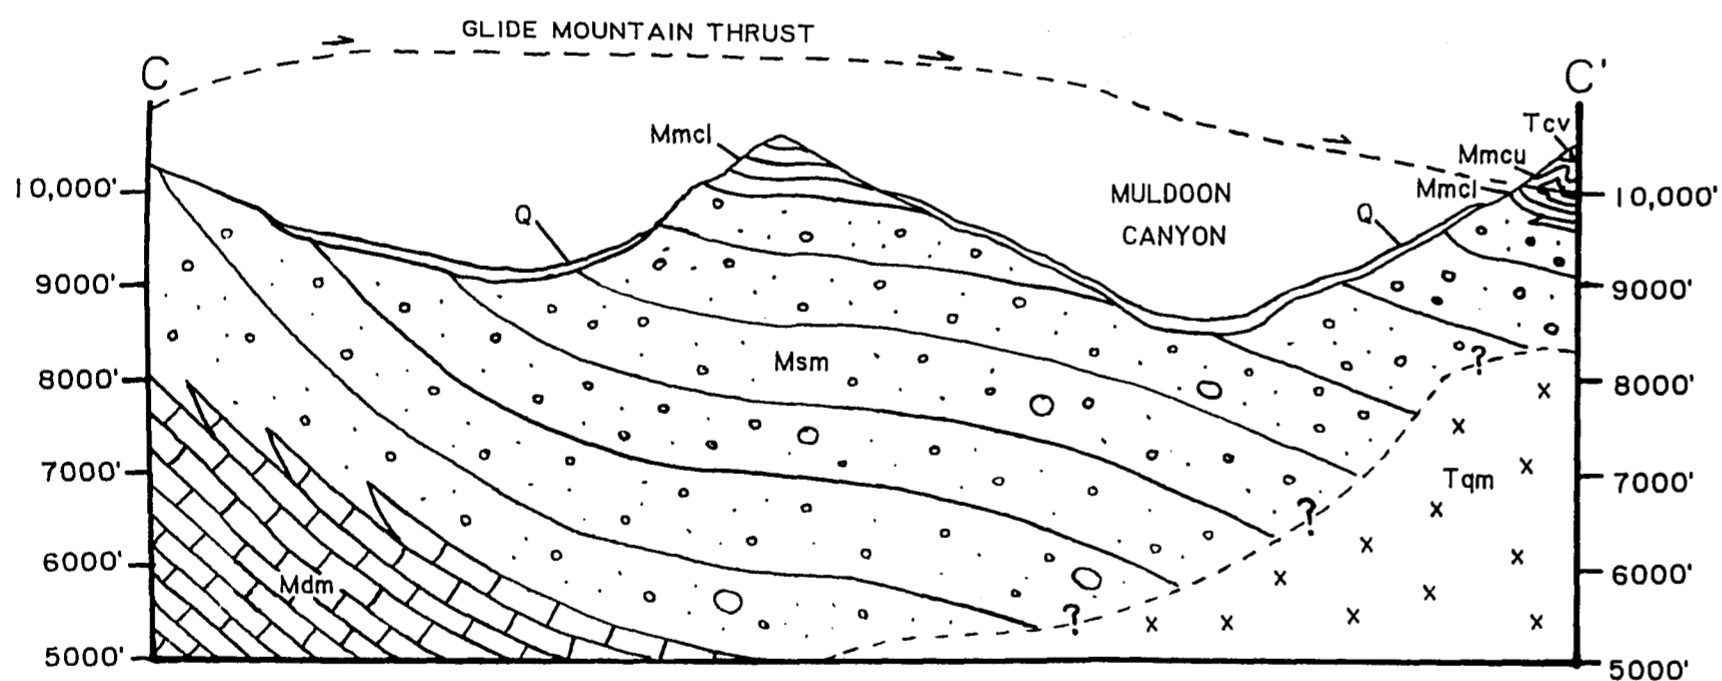 GLIDE MOUNTAIN THRUST
C
C'
Tcv
Mmcl
Mmcu
Mmcl
10,000'
10,000'
MULDOON
CANYON
Q
Q
9000'
9000'
?
Msm
8000'
8000'
7000'
7000'
Tqm
?
6000'
6000'
Mdm
?
5000'
5000'
x
x
x
x
x
x
x
x
x
x
x
x